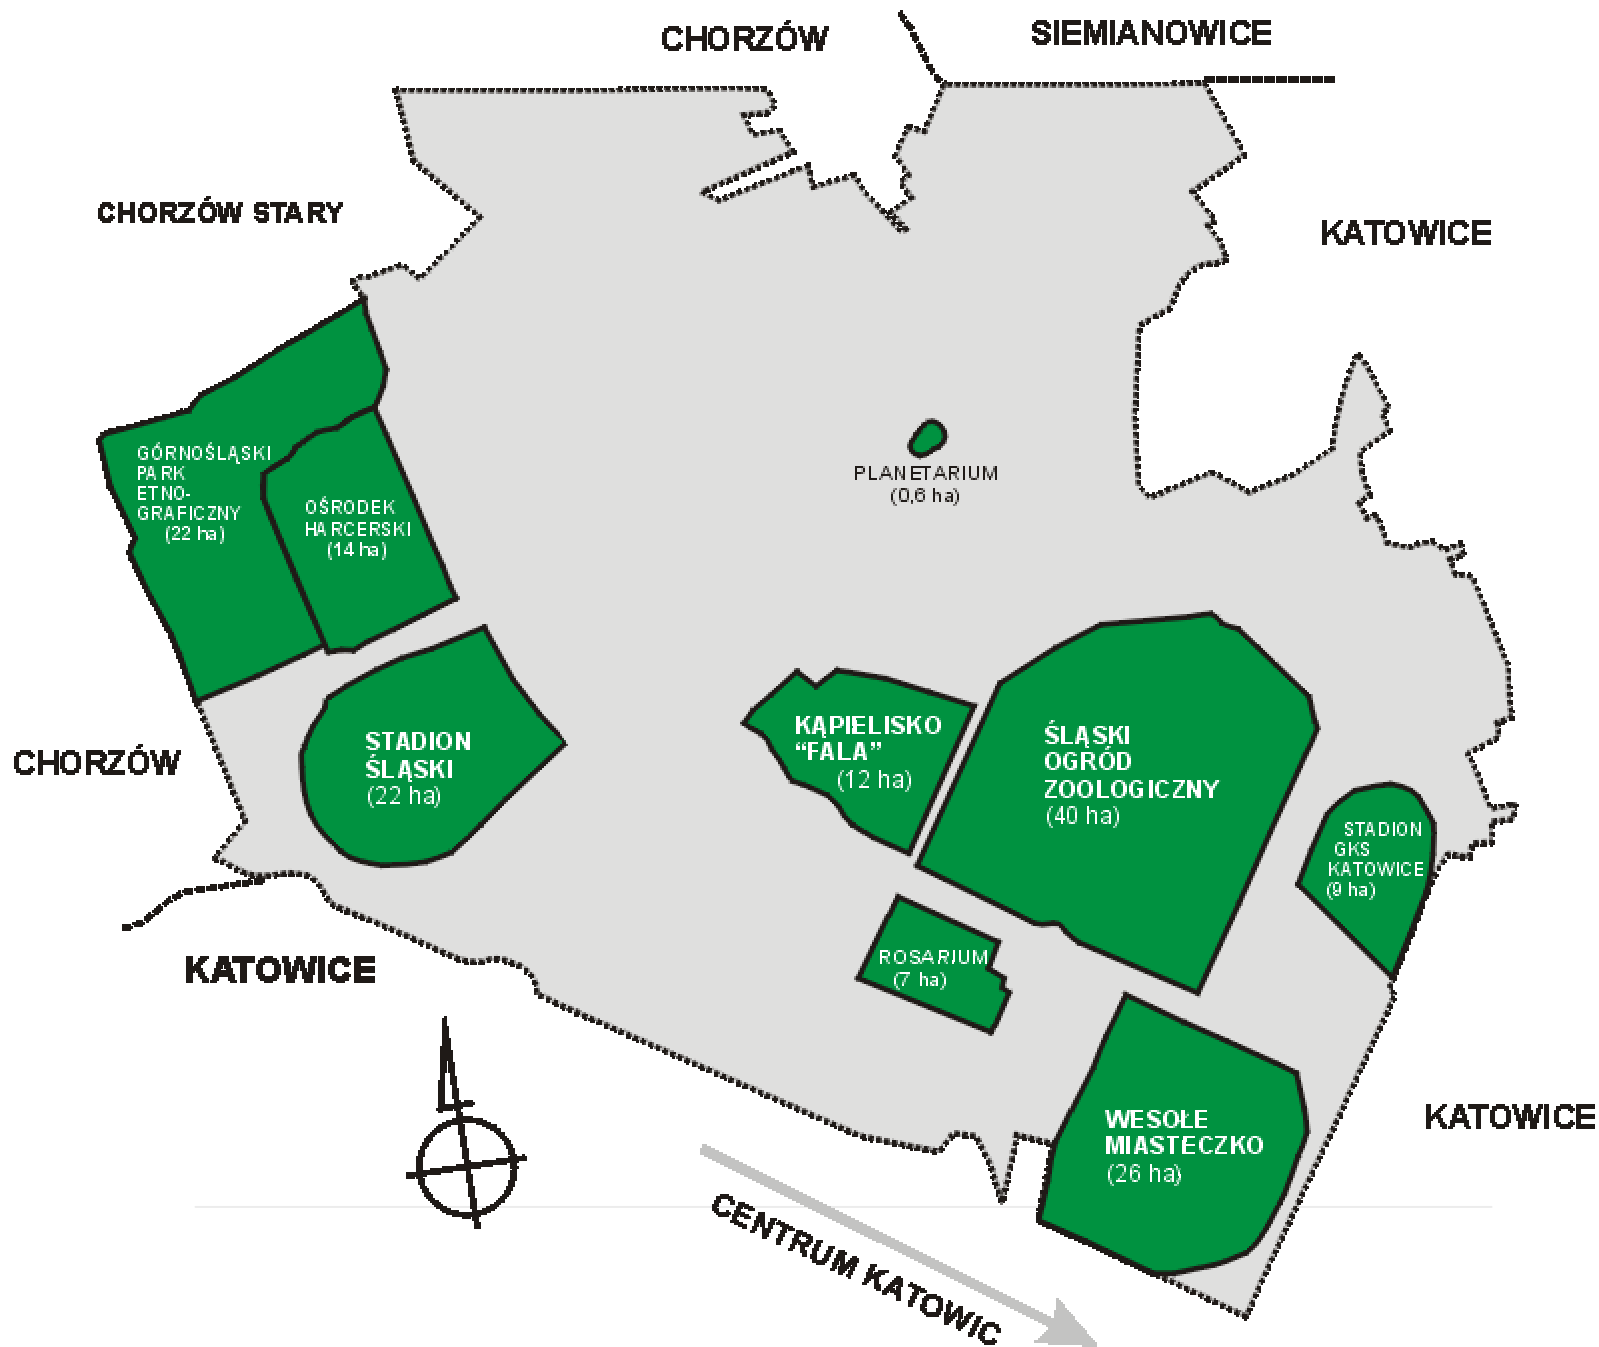 CHORZÓW
SIEMIANOWICE
CHORZÓW STARY
KATOWICE
GÓRNOŚLĄSKI
PARK
ETNO-
GRAFICZNY
(22 ha)
OŚRODEK
HARCERSKI
(14 ha)
PLANETARIUM
(0,6 ha)
STADION
ŚLĄSKI
(22 ha)
KĄPIELISKO
“FALA”
(12 ha)
ŚLĄSKI
OGRÓD
ZOOLOGICZNY
(40 ha)
CHORZÓW
STADION
GKS
KATOWICE
(9 ha)
ROSARJUM
(7 ha)
KATOWICE
WESOŁE
MIASTECZKO
(26 ha)
KATOWICE
CENTRUM KATOWIC